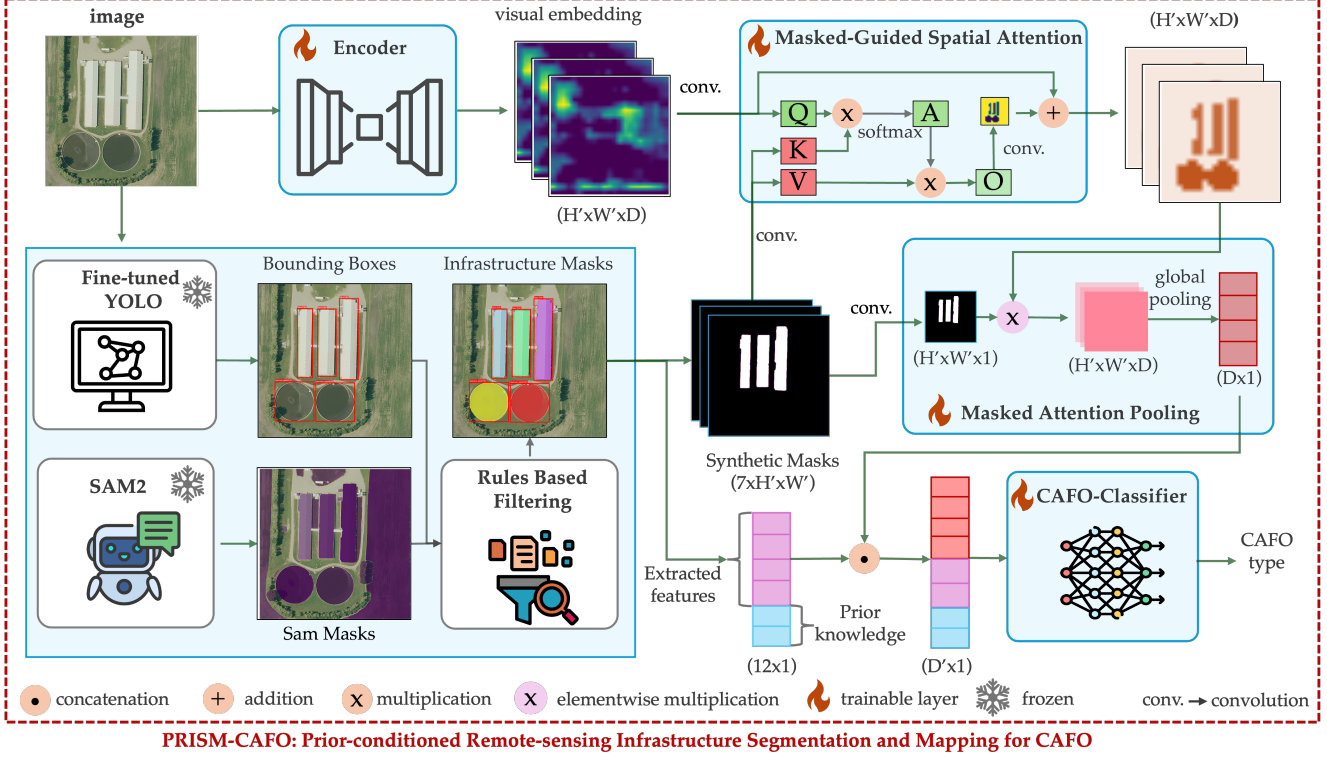 image
Encoder
visual embedding
(H'xW'xD)
conv.
Masked-Guided Spatial Attention
Q
x
A
softmax
K
V
x
O
conv.
+
(H'xW'xD)
conv.
Fine-tuned
YOLO
Bounding Boxes
Infrastructure Masks
SAM2
Sam Masks
Rules Based
Filtering
Synthetic Masks
(7xH'xW')
conv.
(H'xW'x1)
x
(H'xW'xD)
global
pooling
(Dx1)
Masked Attention Pooling
Extracted
features
Prior
knowledge
(12x1)
(D'x1)
CAFO-Classifier
CAFO
type
concatenation
+ addition
x multiplication
x elementwise multiplication
trainable layer
frozen
conv. → convolution
PRISM-CAFO: Prior-conditioned Remote-sensing Infrastructure Segmentation and Mapping for CAFO